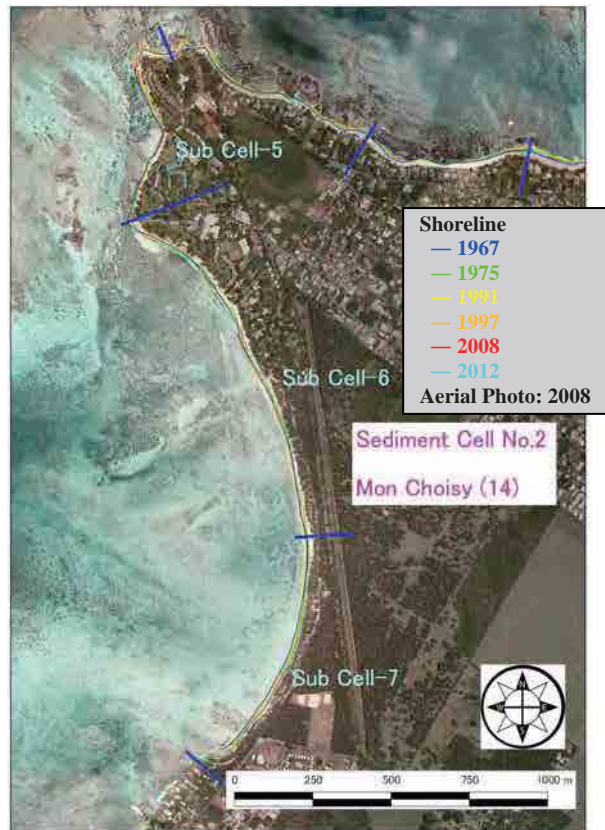 Sub Cell-5
Shoreline
— 1967
— 1975
— 1991
— 1997
— 2008
— 2012
Aerial Photo: 2008
Sub Cell-6
Sediment Cell No.2
Mon Choisy (14)
Sub Cell-7
N
E
S
W
0 250 500 750 1000 m